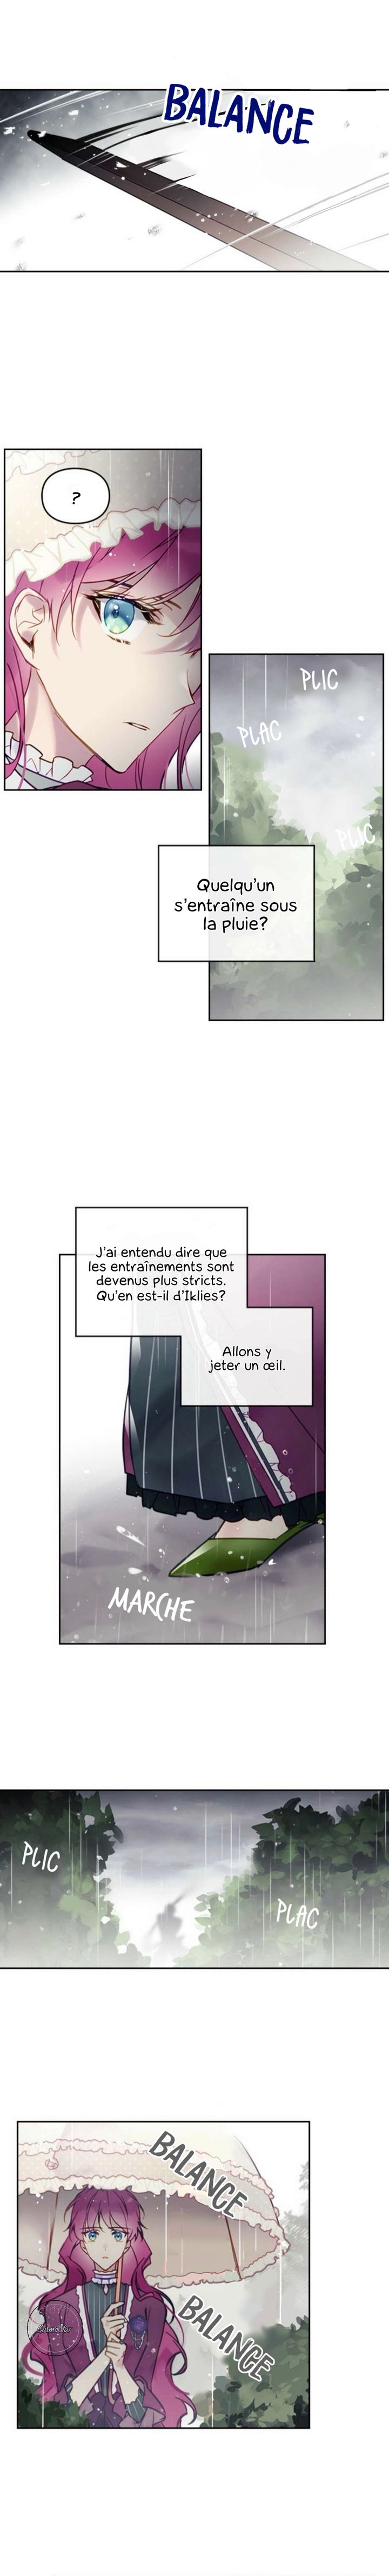 BALANCE
?
PLIC
PLAC
PLIC
Quelqu'un
s'entraîne sous
la pluie?
J'ai entendu dire que
les entraînements sont
devenus plus stricts.
Qu'en est-il d'Iklies?
Allons y
jeter un œil.
MARCHE
PLIC
PLAC
BALANCE
BALANCE